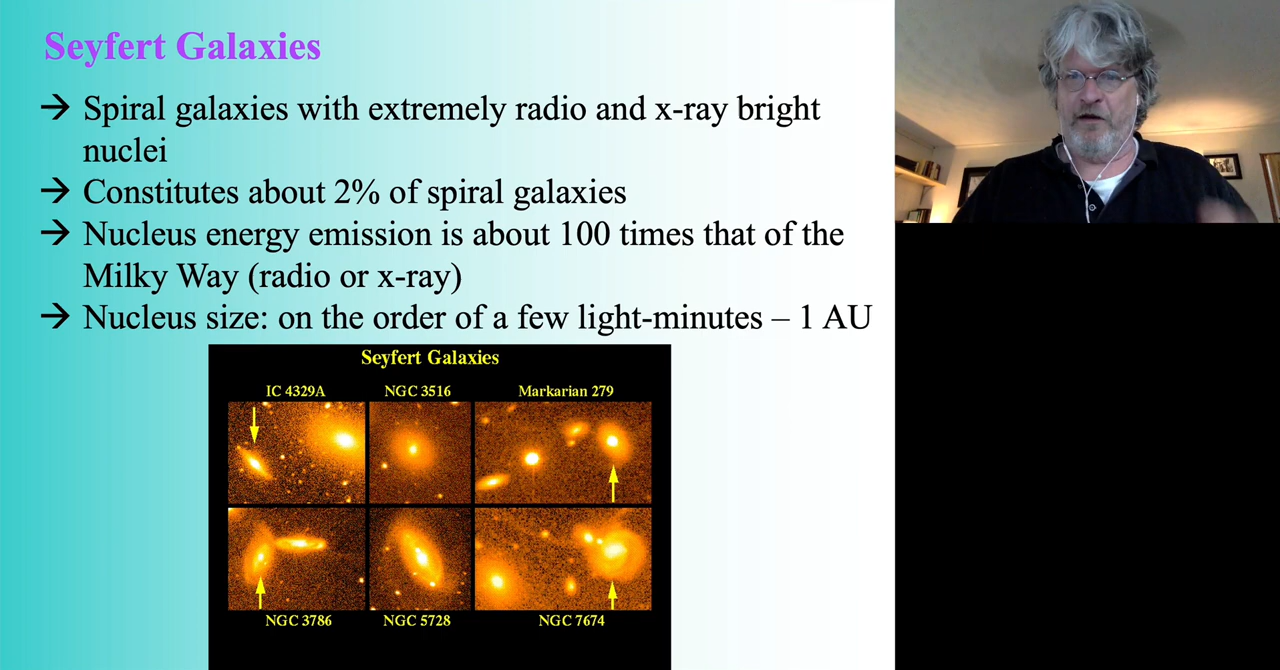 Seyfert Galaxies
→ Spiral galaxies with extremely radio and x-ray bright
nuclei
→ Constitutes about 2% of spiral galaxies
→ Nucleus energy emission is about 100 times that of the
Milky Way (radio or x-ray)
→ Nucleus size: on the order of a few light-minutes – 1 AU
Seyfert Galaxies
IC 4329A NGC 3516 Markarian 279
NGC 3786 NGC 5728 NGC 7674